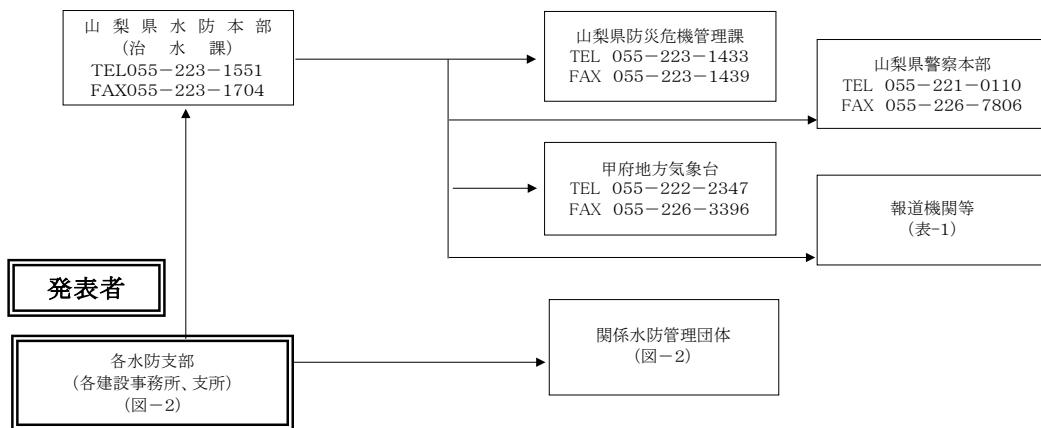 山 梨 県 水 防 本 部
(治 水 課)
TEL055-223-1551
FAX055-223-1704
山梨県防災危機管理課
TEL 055-223-1433
FAX 055-223-1439
山梨県警察本部
TEL 055-221-0110
FAX 055-226-7806
甲府地方気象台
TEL 055-222-2347
FAX 055-226-3396
報道機関等
(表-1)
発表者
各水防支部
(各建設事務所、支所)
(図-2)
関係水防管理団体
(図-2)